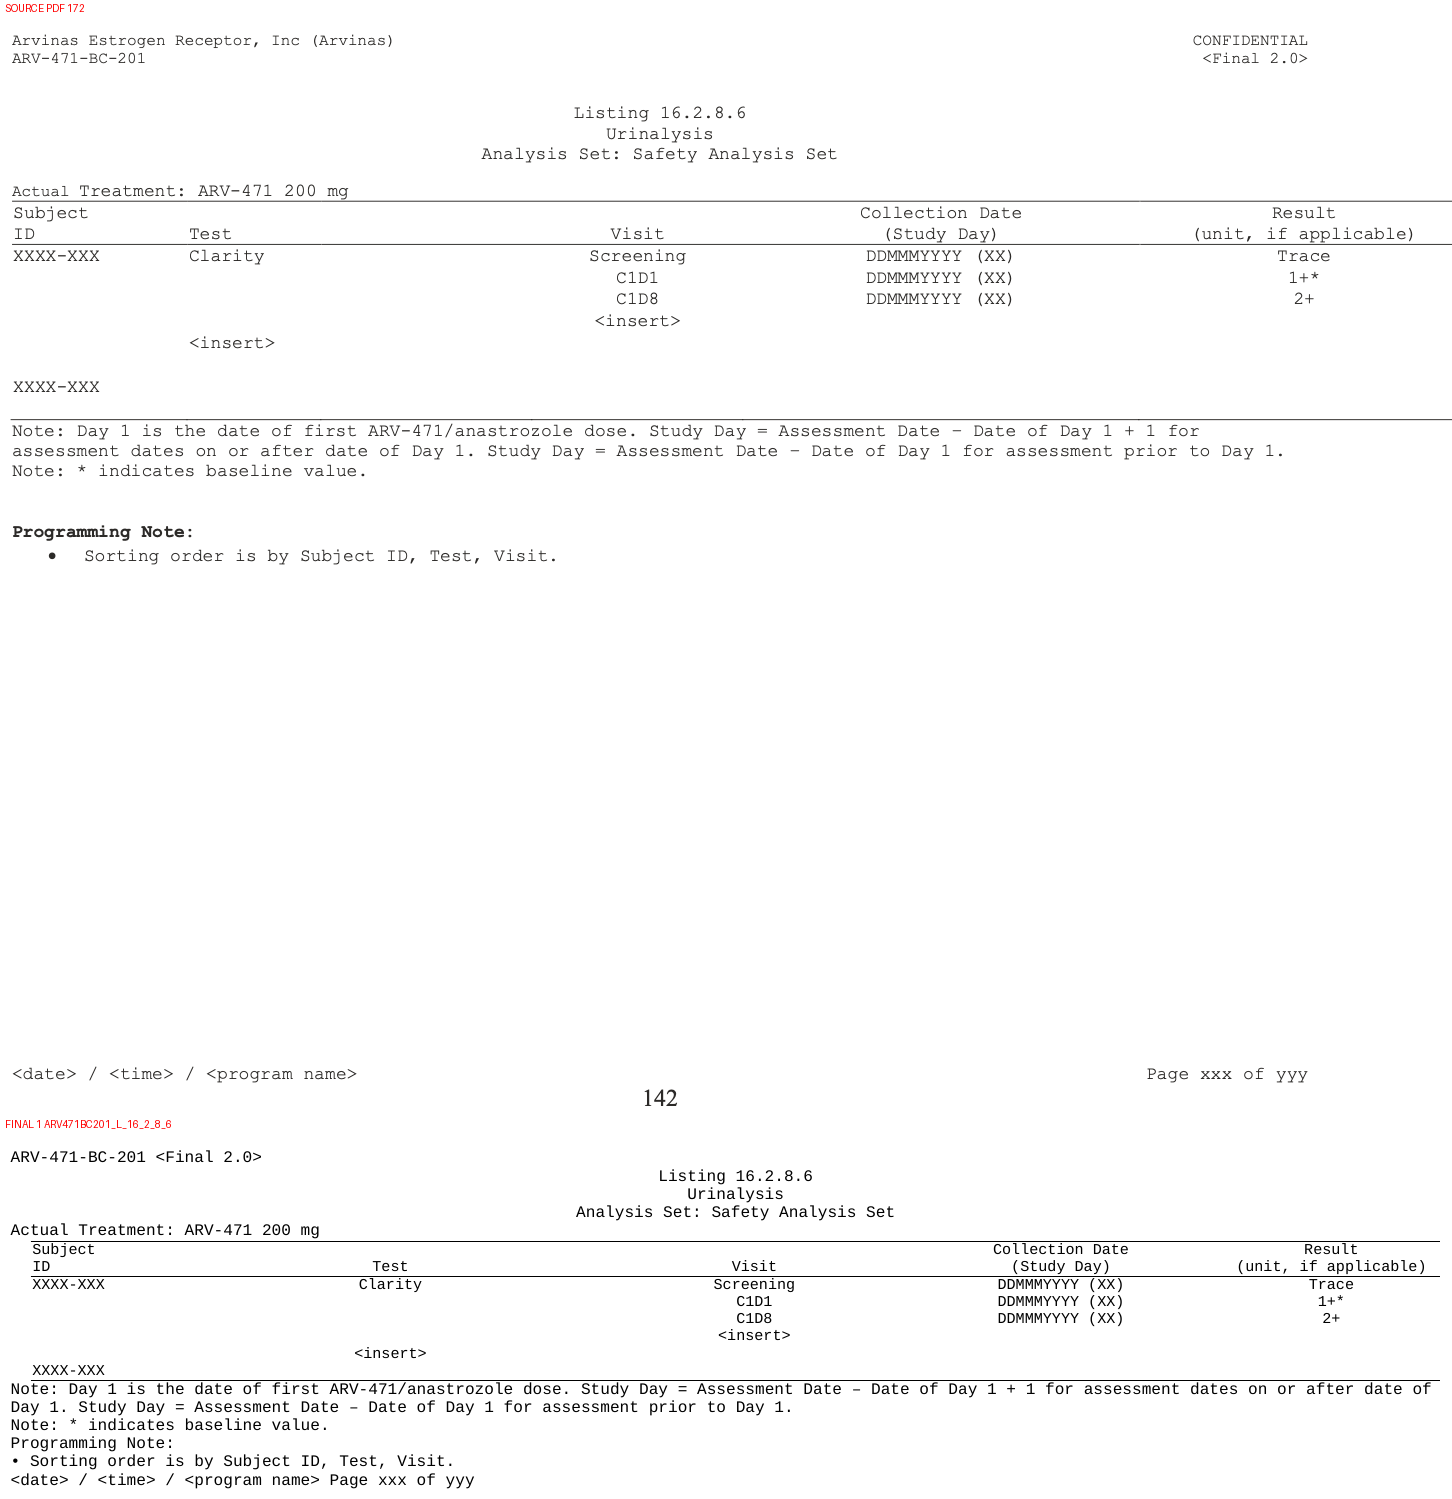 SOURCE PDF 172
Arvinas Estrogen Receptor, Inc (Arvinas) CONFIDENTIAL
ARV-471-BC-201 <Final 2.0>
Listing 16.2.8.6
Urinalysis
Analysis Set: Safety Analysis Set
Actual Treatment: ARV-471 200 mg
Subject Collection Date Result
ID Test Visit (Study Day) (unit, if applicable)
XXXX-XXX Clarity Screening DDMMMYYYY (XX) Trace
C1D1 DDMMMYYYY (XX) 1+*
C1D8 DDMMMYYYY (XX) 2+
<insert>
<insert>
XXXX-XXX
Note: Day 1 is the date of first ARV-471/anastrozole dose. Study Day = Assessment Date – Date of Day 1 + 1 for
assessment dates on or after date of Day 1. Study Day = Assessment Date – Date of Day 1 for assessment prior to Day 1.
Note: * indicates baseline value.
Programming Note:
• Sorting order is by Subject ID, Test, Visit.
<date> / <time> / <program name> Page xxx of yyy
142
FINAL 1 ARV471BC201_L_16_2_8_6
ARV-471-BC-201 <Final 2.0>
Listing 16.2.8.6
Urinalysis
Analysis Set: Safety Analysis Set
Actual Treatment: ARV-471 200 mg
Subject Collection Date Result
ID Test Visit (Study Day) (unit, if applicable)
XXXX-XXX Clarity Screening DDMMMYYYY (XX) Trace
C1D1 DDMMMYYYY (XX) 1+*
C1D8 DDMMMYYYY (XX) 2+
<insert>
<insert>
XXXX-XXX
Note: Day 1 is the date of first ARV-471/anastrozole dose. Study Day = Assessment Date – Date of Day 1 + 1 for assessment dates on or after date of
Day 1. Study Day = Assessment Date – Date of Day 1 for assessment prior to Day 1.
Note: * indicates baseline value.
Programming Note:
• Sorting order is by Subject ID, Test, Visit.
<date> / <time> / <program name> Page xxx of yyy